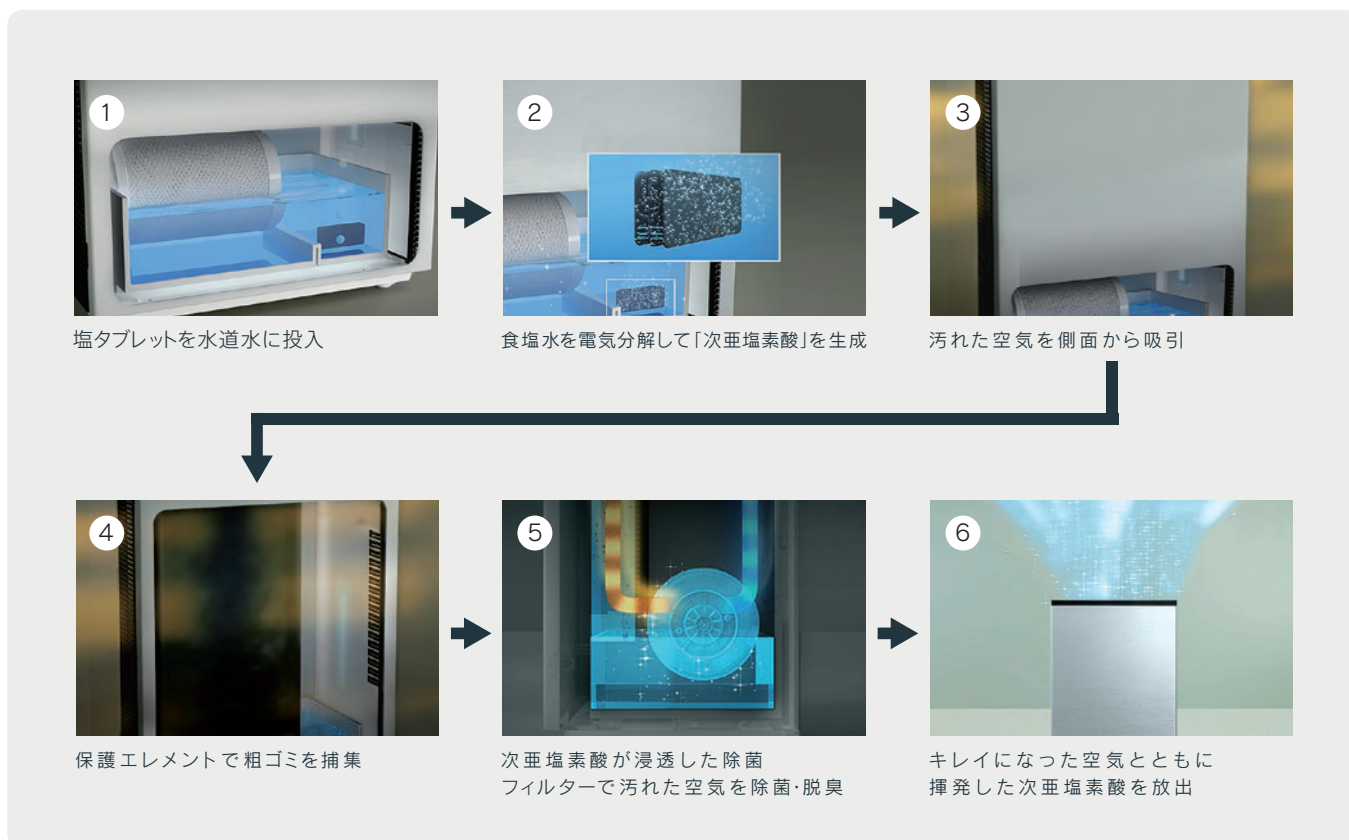 1
塩タブレットを水道水に投入
2
食塩水を電気分解して「次亜塩素酸」を生成
3
汚れた空気を側面から吸引
4
保護エレメントで粗ゴミを捕集
5
次亜塩素酸が浸透した除菌
フィルターで汚れた空気を除菌・脱臭
6
キレイになった空気とともに
揮発した次亜塩素酸を放出